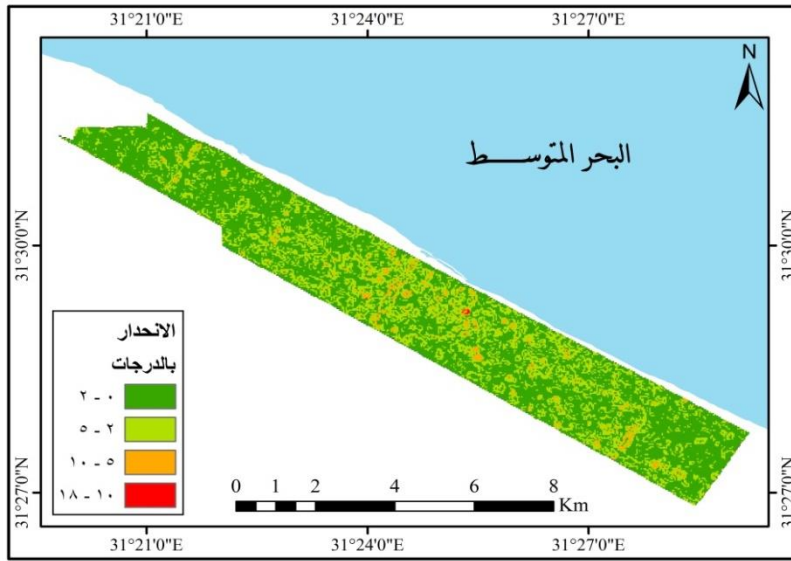 31°21'0"E 31°24'0"E 31°27'0"E
N
البحر المتوســـط
31°30'0"N 31°30'0"N
الانحدار
بالدرجات
٠ - ٢
٢ - ٥
٥ - ١٠
١٠ - ١٨
0 1 2 4 6 8
Km
31°27'0"N 31°27'0"N
31°21'0"E 31°24'0"E 31°27'0"E